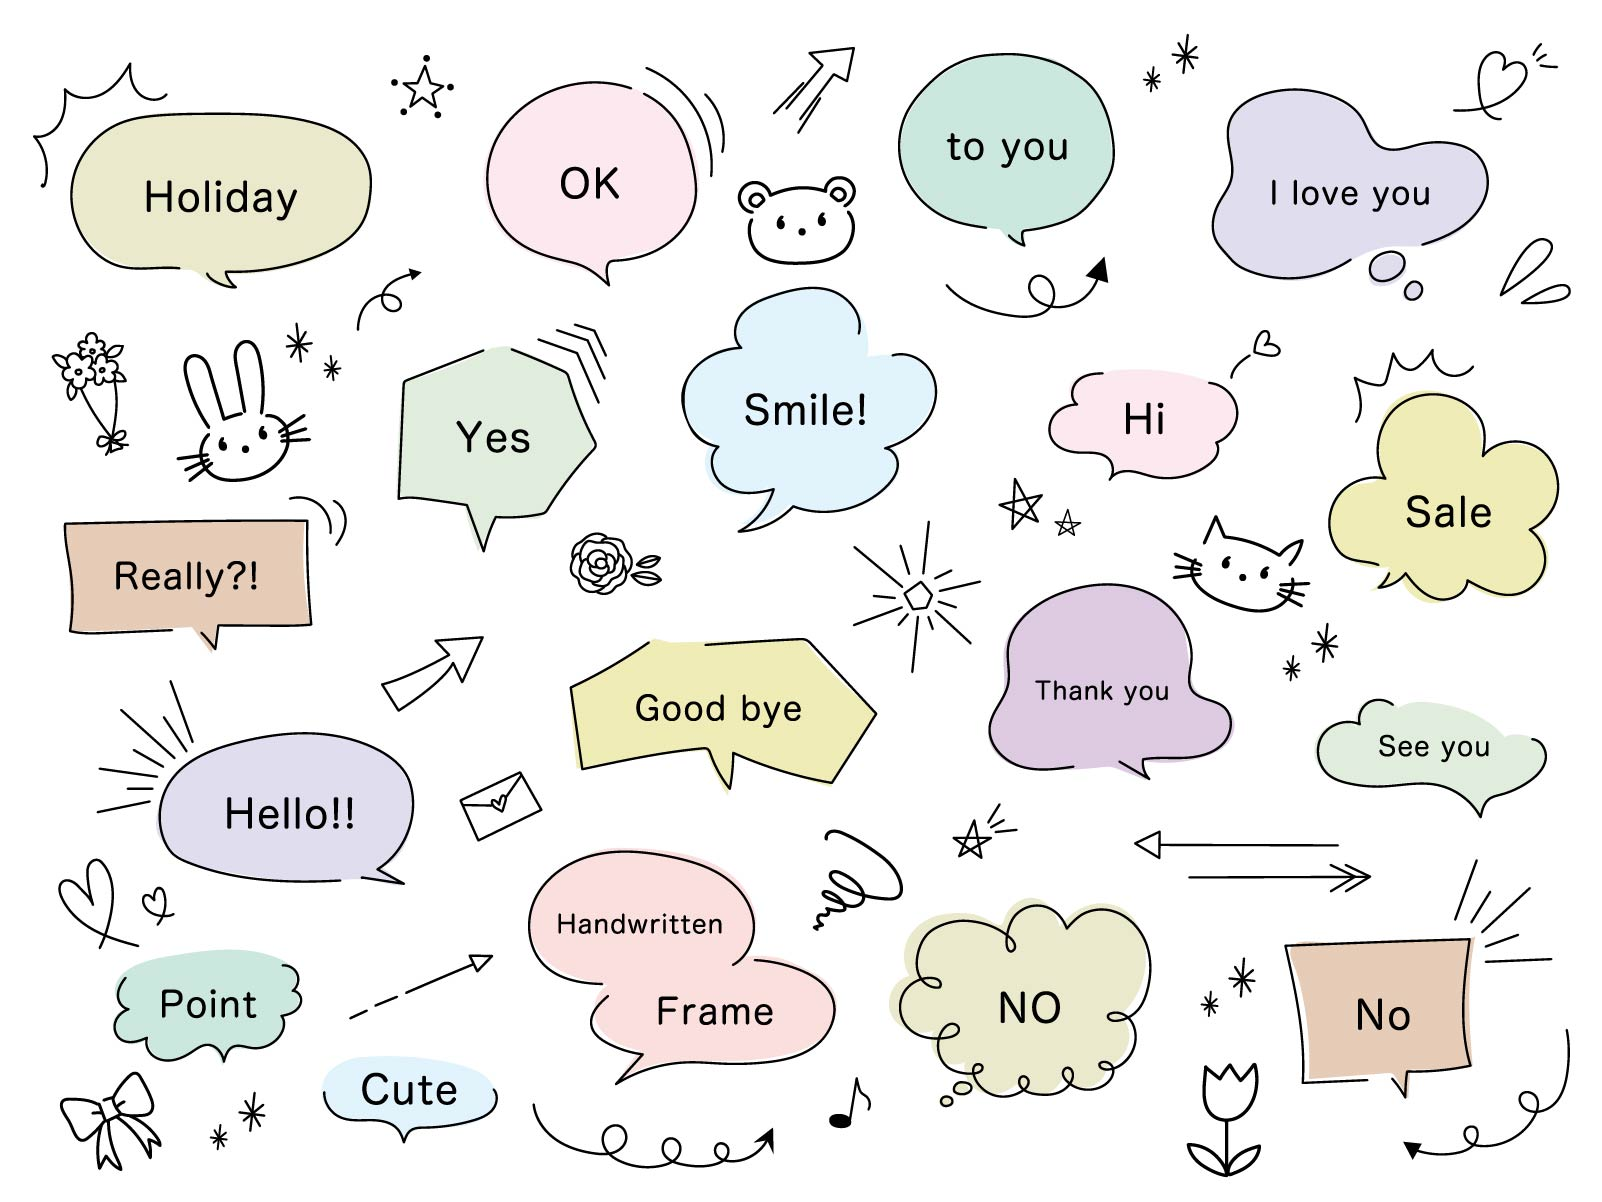 Holiday
OK
to you
I love you
Yes
Smile!
Hi
Sale
Really?!
Good bye
Thank you
See you
Hello!!
Handwritten
Frame
Point
NO
No
Cute